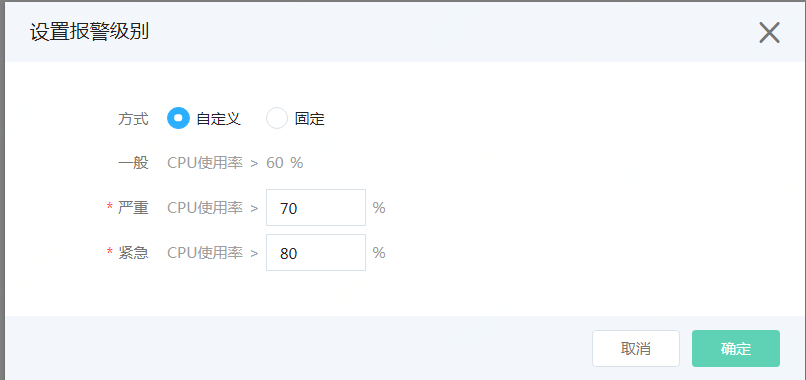 设置报警级别
方式 自定义 固定
一般 CPU使用率 > 60 %
* 严重 CPU使用率 > 70 %
* 紧急 CPU使用率 > 80 %
取消 确定